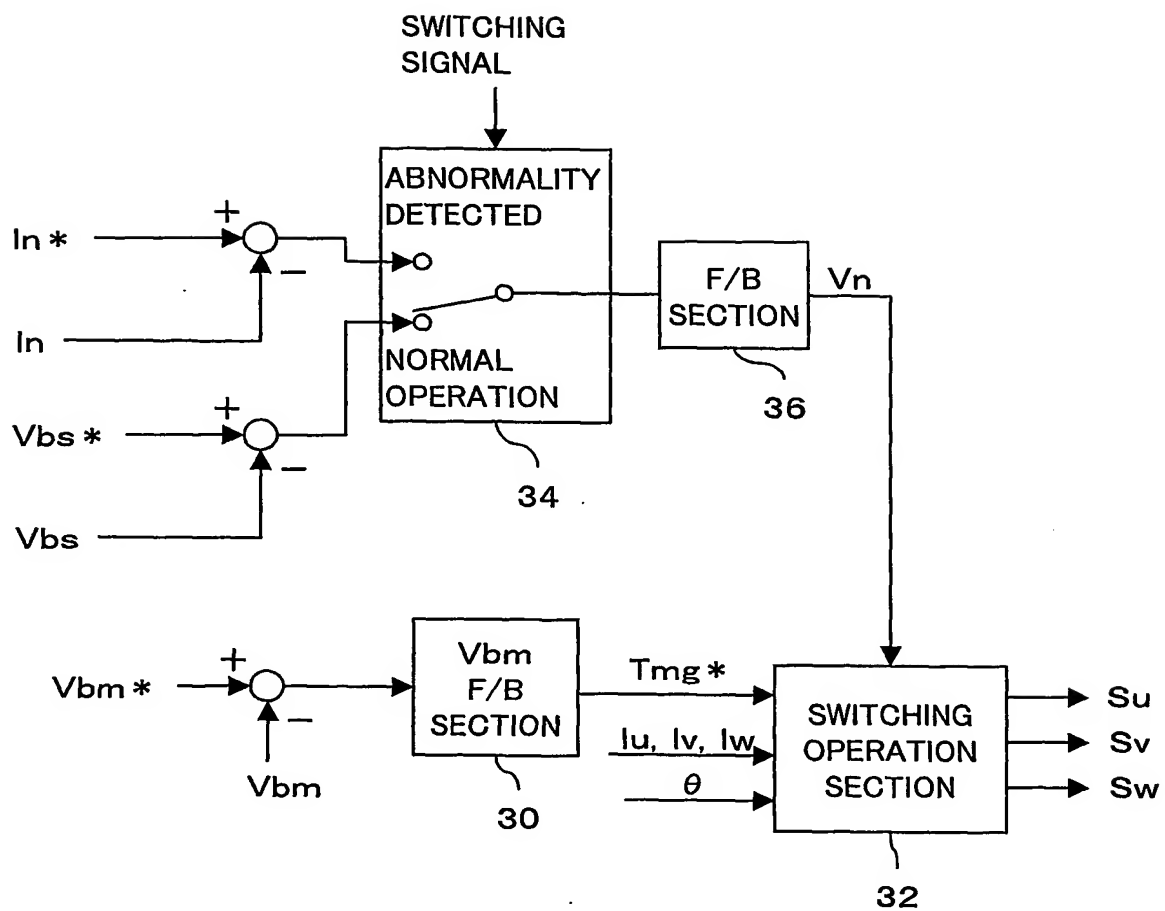 SWITCHING
SIGNAL
ABNORMALITY
DETECTED
+
In*
−
In
NORMAL
OPERATION
F/B
SECTION
Vn
36
34
+
Vbs*
−
Vbs
Vbm*
+
−
Vbm
Vbm
F/B
SECTION
30
Tmg*
Iu, Iv, Iw
θ
SWITCHING
OPERATION
SECTION
32
Su
Sv
Sw